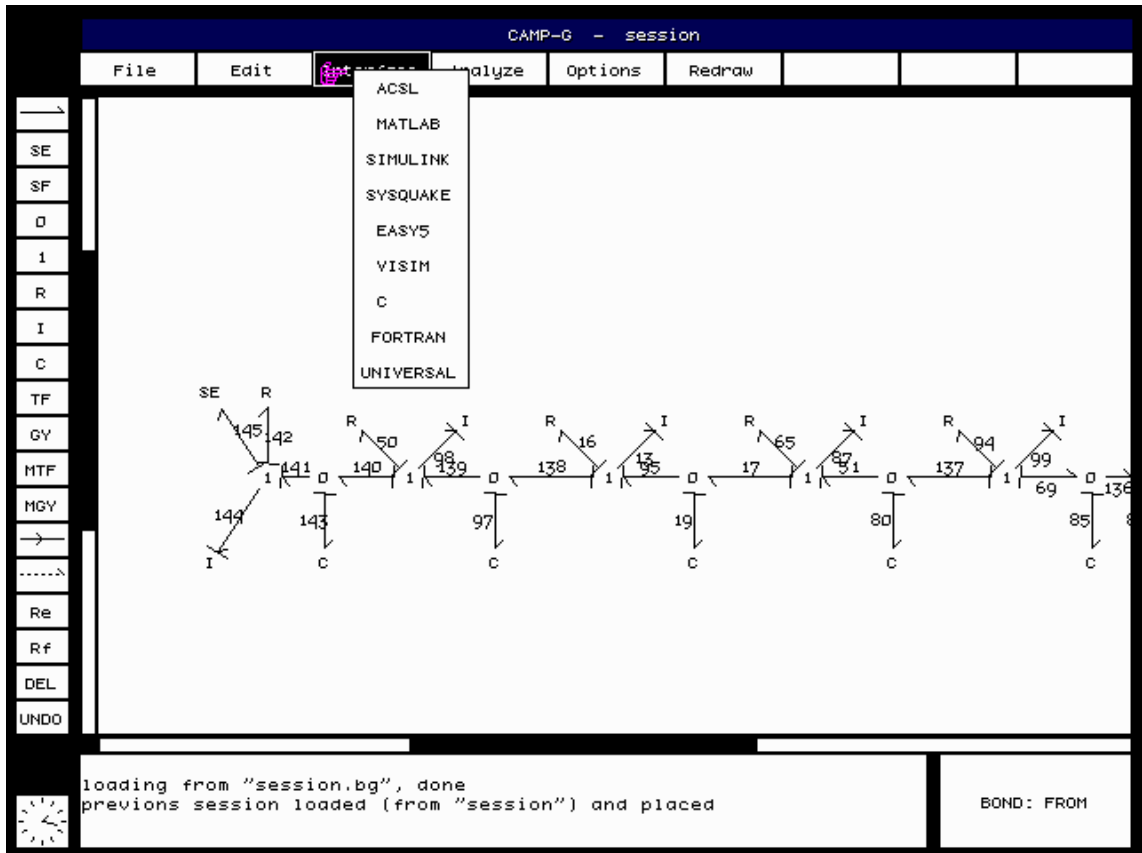 CAMP-G - session
File Edit Interface Analyze Options Redraw
ACSL
MATLAB
SIMULINK
SYSQUAKE
EASY5
VISIM
C
FORTRAN
UNIVERSAL
SE
SF
0
1
R
I
C
TF
GY
MTF
MGY
Re
Rf
DEL
UNDO
SE R
R I R I R I R I
145 142 50 16 65 94
98 13 87 99
141 140 139 138 95 17 51 137 69 136
1 0 1 0 1 0 1 0 1 0
144 143 97 19 80 85
I C C C C C
loading from "session.bg", done
previons session loaded (from "session") and placed
BOND: FROM